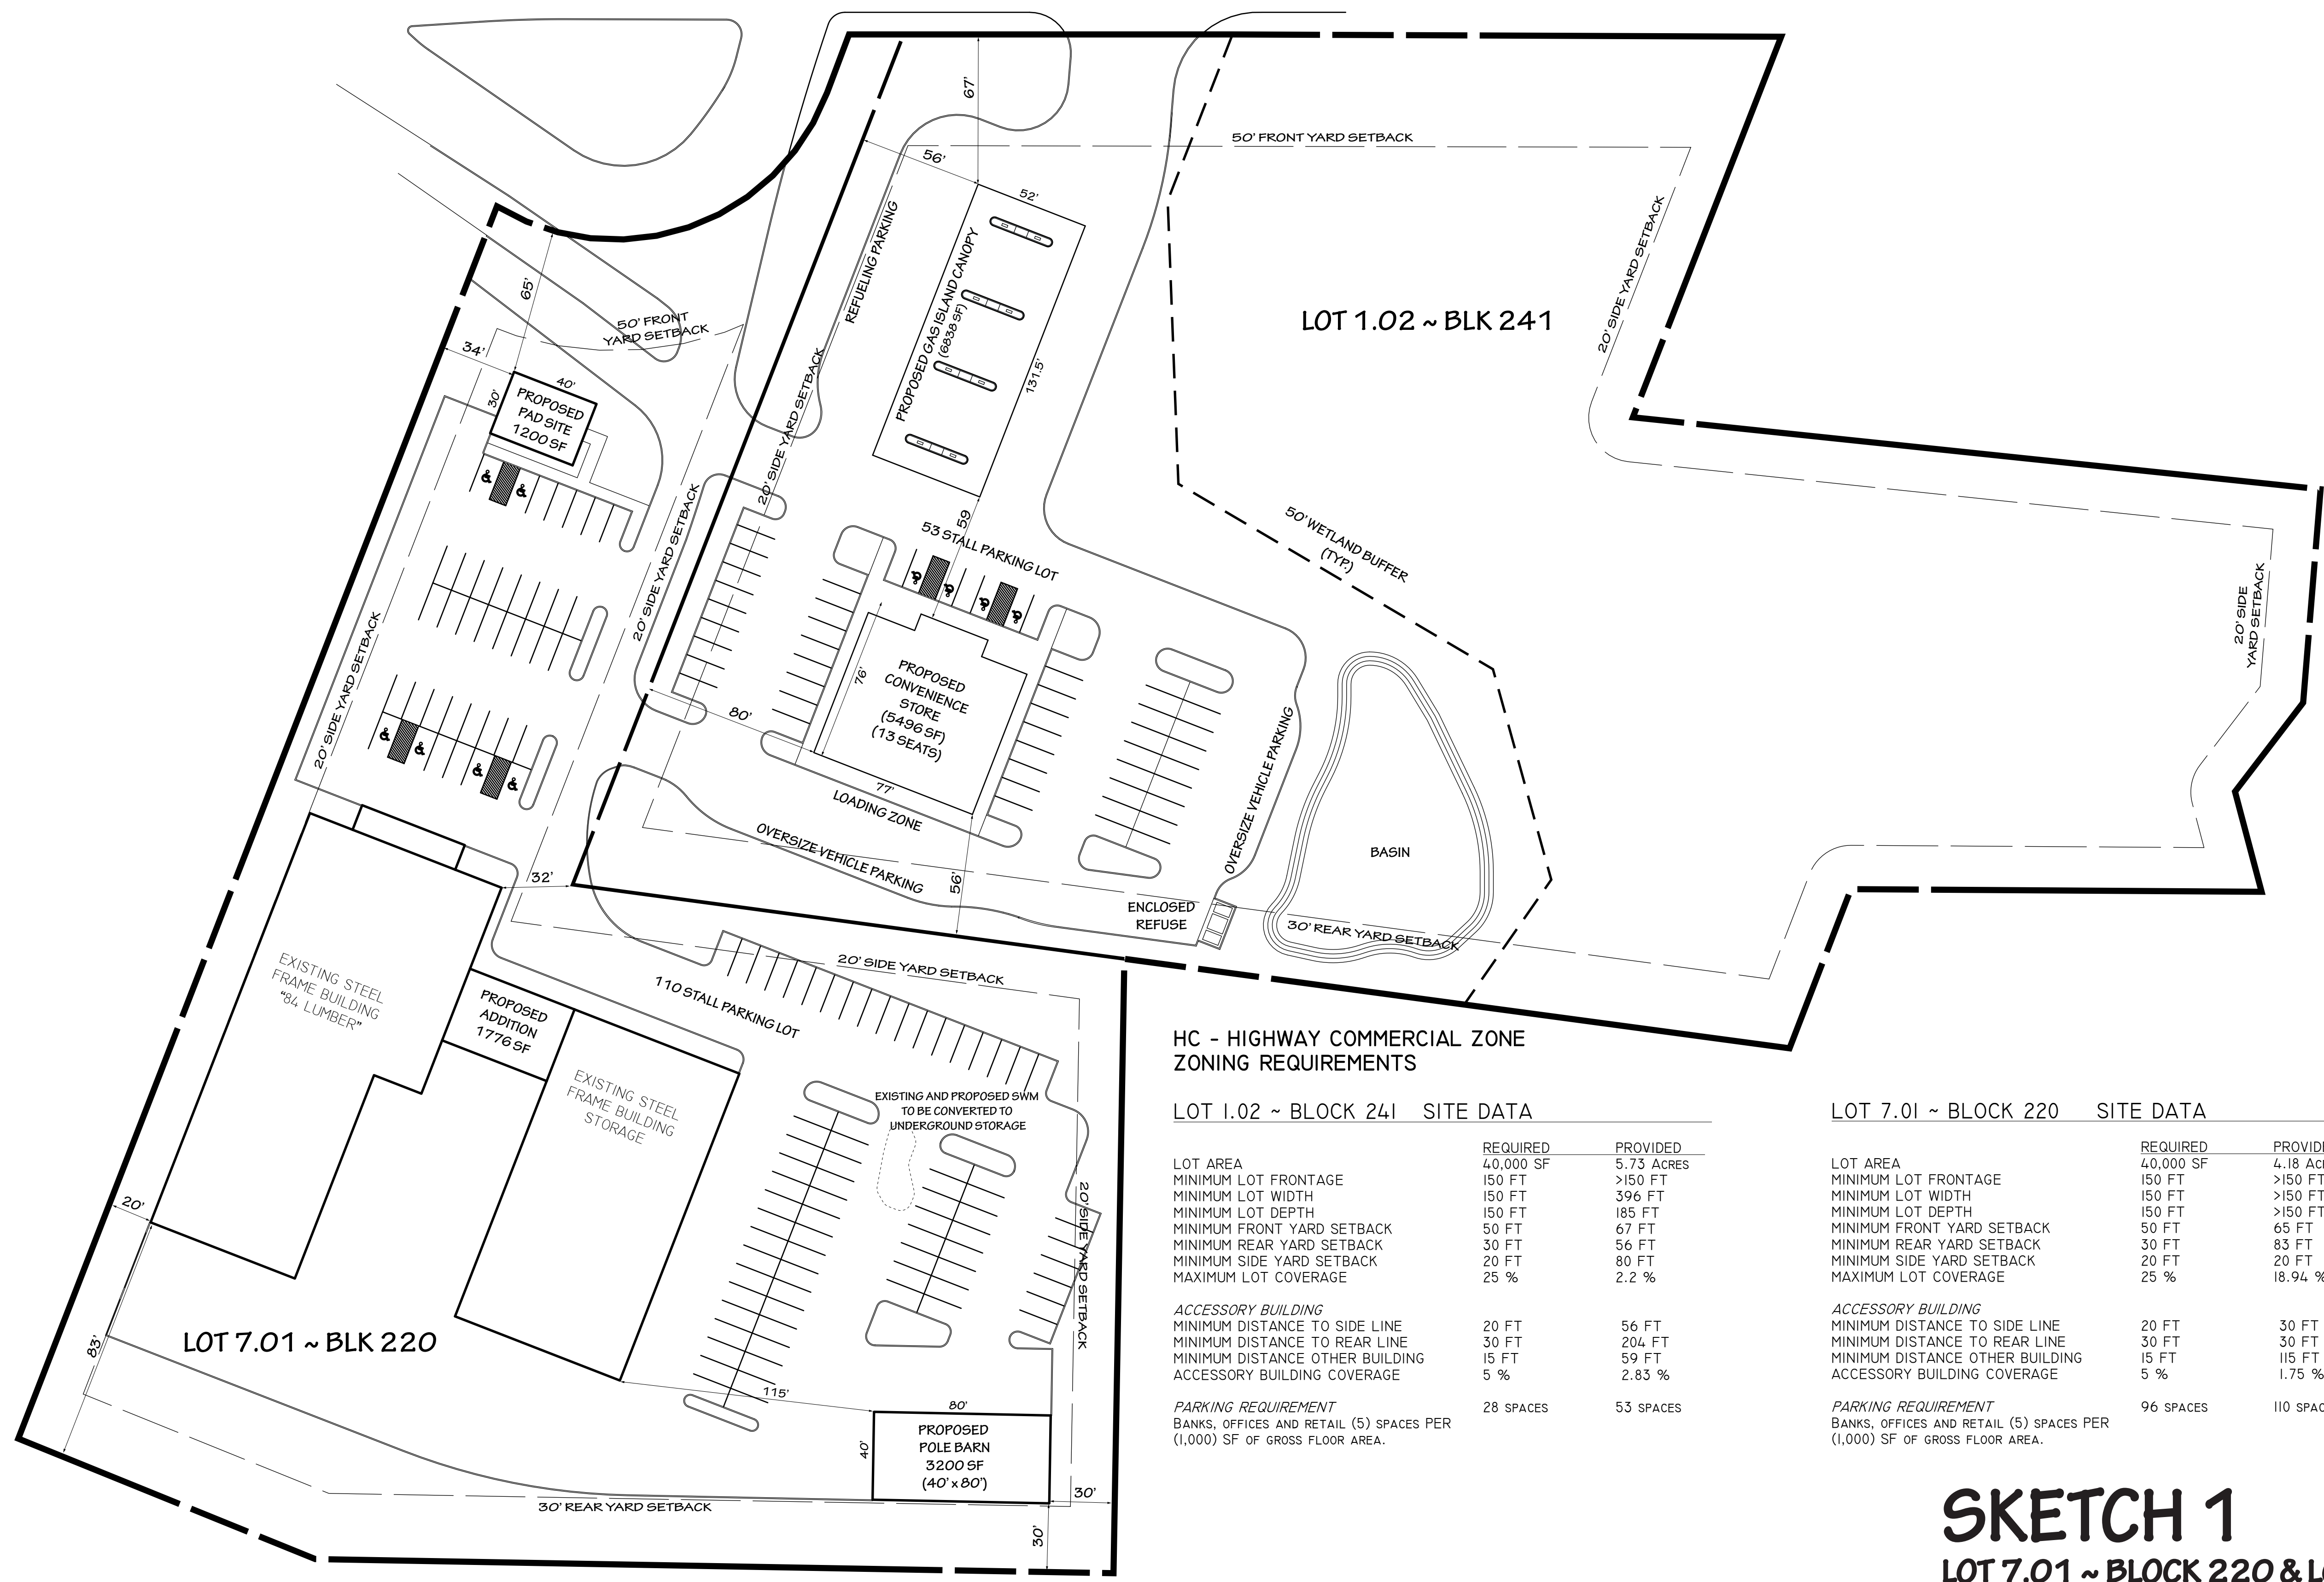 67'
50' FRONT YARD SETBACK
56'
52'
REFUELING PARKING
PROPOSED GAS ISLAND CANOPY
(6838 SF)
131.5'
20' SIDE YARD SETBACK
LOT 1.02 ~ BLK 241
65'
50' FRONT
YARD SETBACK
34'
40'
30'
PROPOSED
PAD SITE
1200 SF
20' SIDE YARD SETBACK
20' SIDE YARD SETBACK
20' SIDE YARD SETBACK
59
53 STALL PARKING LOT
50' WETLAND BUFFER
(TYP.)
20' SIDE
YARD SETBACK
76'
PROPOSED
CONVENIENCE
STORE
(5496 SF)
(13 SEATS)
80'
77'
LOADING ZONE
OVERSIZE VEHICLE PARKING
OVERSIZE VEHICLE PARKING
BASIN
56'
32'
ENCLOSED
REFUSE
30' REAR YARD SETBACK
EXISTING STEEL
FRAME BUILDING
"84 LUMBER"
20' SIDE YARD SETBACK
110 STALL PARKING LOT
PROPOSED
ADDITION
1776 SF
EXISTING STEEL
FRAME BUILDING
STORAGE
EXISTING AND PROPOSED SWM
TO BE CONVERTED TO
UNDERGROUND STORAGE
20' SIDE YARD SETBACK
20'
83'
LOT 7.01 ~ BLK 220
115'
80'
40'
PROPOSED
POLE BARN
3200 SF
(40' x 80')
30'
30'
30' REAR YARD SETBACK
HC - HIGHWAY COMMERCIAL ZONE
ZONING REQUIREMENTS
LOT 1.02 ~ BLOCK 241 SITE DATA
REQUIRED PROVIDED
LOT AREA 40,000 SF 5.73 ACRES
MINIMUM LOT FRONTAGE 150 FT >150 FT
MINIMUM LOT WIDTH 150 FT 396 FT
MINIMUM LOT DEPTH 150 FT 185 FT
MINIMUM FRONT YARD SETBACK 50 FT 67 FT
MINIMUM REAR YARD SETBACK 30 FT 56 FT
MINIMUM SIDE YARD SETBACK 20 FT 80 FT
MAXIMUM LOT COVERAGE 25 % 2.2 %
ACCESSORY BUILDING
MINIMUM DISTANCE TO SIDE LINE 20 FT 56 FT
MINIMUM DISTANCE TO REAR LINE 30 FT 204 FT
MINIMUM DISTANCE OTHER BUILDING 15 FT 59 FT
ACCESSORY BUILDING COVERAGE 5 % 2.83 %
PARKING REQUIREMENT 28 SPACES 53 SPACES
BANKS, OFFICES AND RETAIL (5) SPACES PER
(1,000) SF OF GROSS FLOOR AREA.
LOT 7.01 ~ BLOCK 220 SITE DATA
REQUIRED PROVID
LOT AREA 40,000 SF 4.18 AC
MINIMUM LOT FRONTAGE 150 FT >150 FT
MINIMUM LOT WIDTH 150 FT >150 FT
MINIMUM LOT DEPTH 150 FT >150 FT
MINIMUM FRONT YARD SETBACK 50 FT 65 FT
MINIMUM REAR YARD SETBACK 30 FT 83 FT
MINIMUM SIDE YARD SETBACK 20 FT 20 FT
MAXIMUM LOT COVERAGE 25 % 18.94 %
ACCESSORY BUILDING
MINIMUM DISTANCE TO SIDE LINE 20 FT 30 FT
MINIMUM DISTANCE TO REAR LINE 30 FT 30 FT
MINIMUM DISTANCE OTHER BUILDING 15 FT 115 FT
ACCESSORY BUILDING COVERAGE 5 % 1.75 %
PARKING REQUIREMENT 96 SPACES 110 SPAC
BANKS, OFFICES AND RETAIL (5) SPACES PER
(1,000) SF OF GROSS FLOOR AREA.
SKETCH 1
LOT 7.01 ~ BLOCK 220 & L